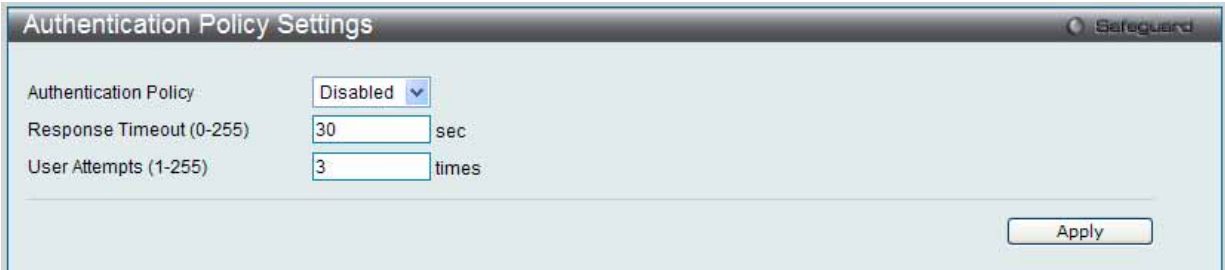 Authentication Policy Settings
Safeguard
Authentication Policy Disabled
Response Timeout (0-255) 30 sec
User Attempts (1-255) 3 times
Apply